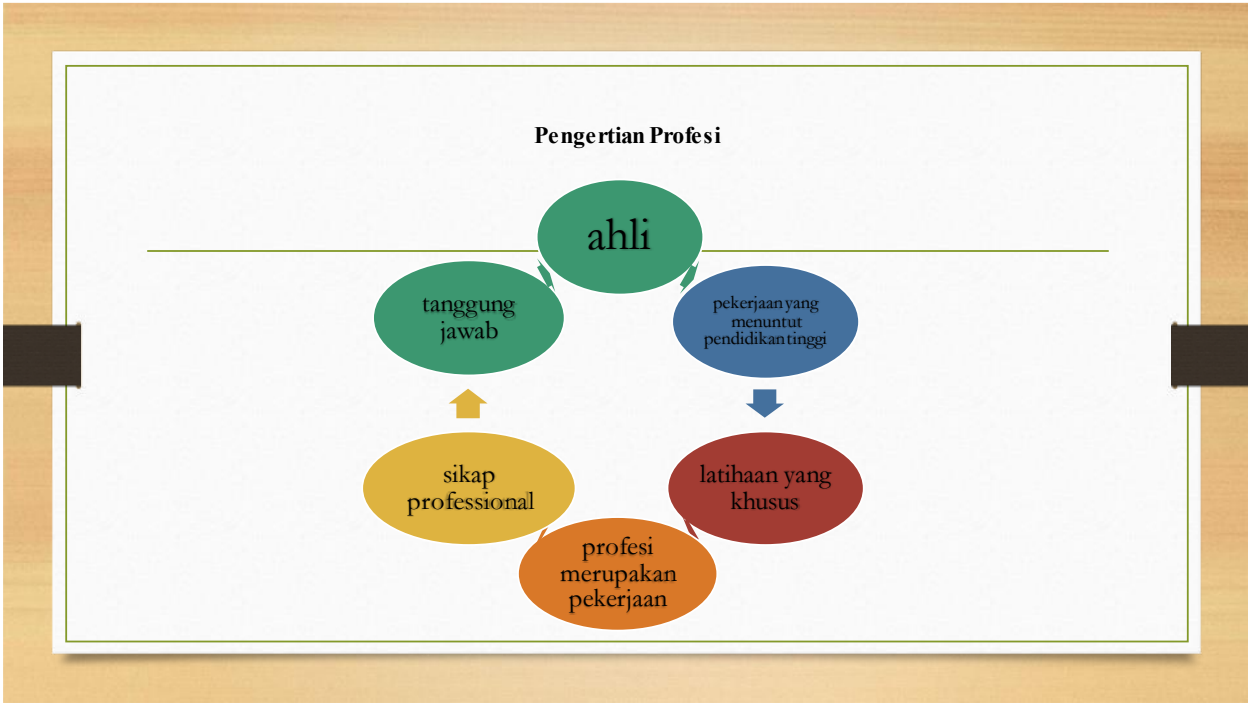 Pengertian Profesi
ahli
pekerjaan yang
menuntut
pendidikan tinggi
latihaan yang
khusus
profesi
merupakan
pekerjaan
sikap
professional
tanggung
jawab